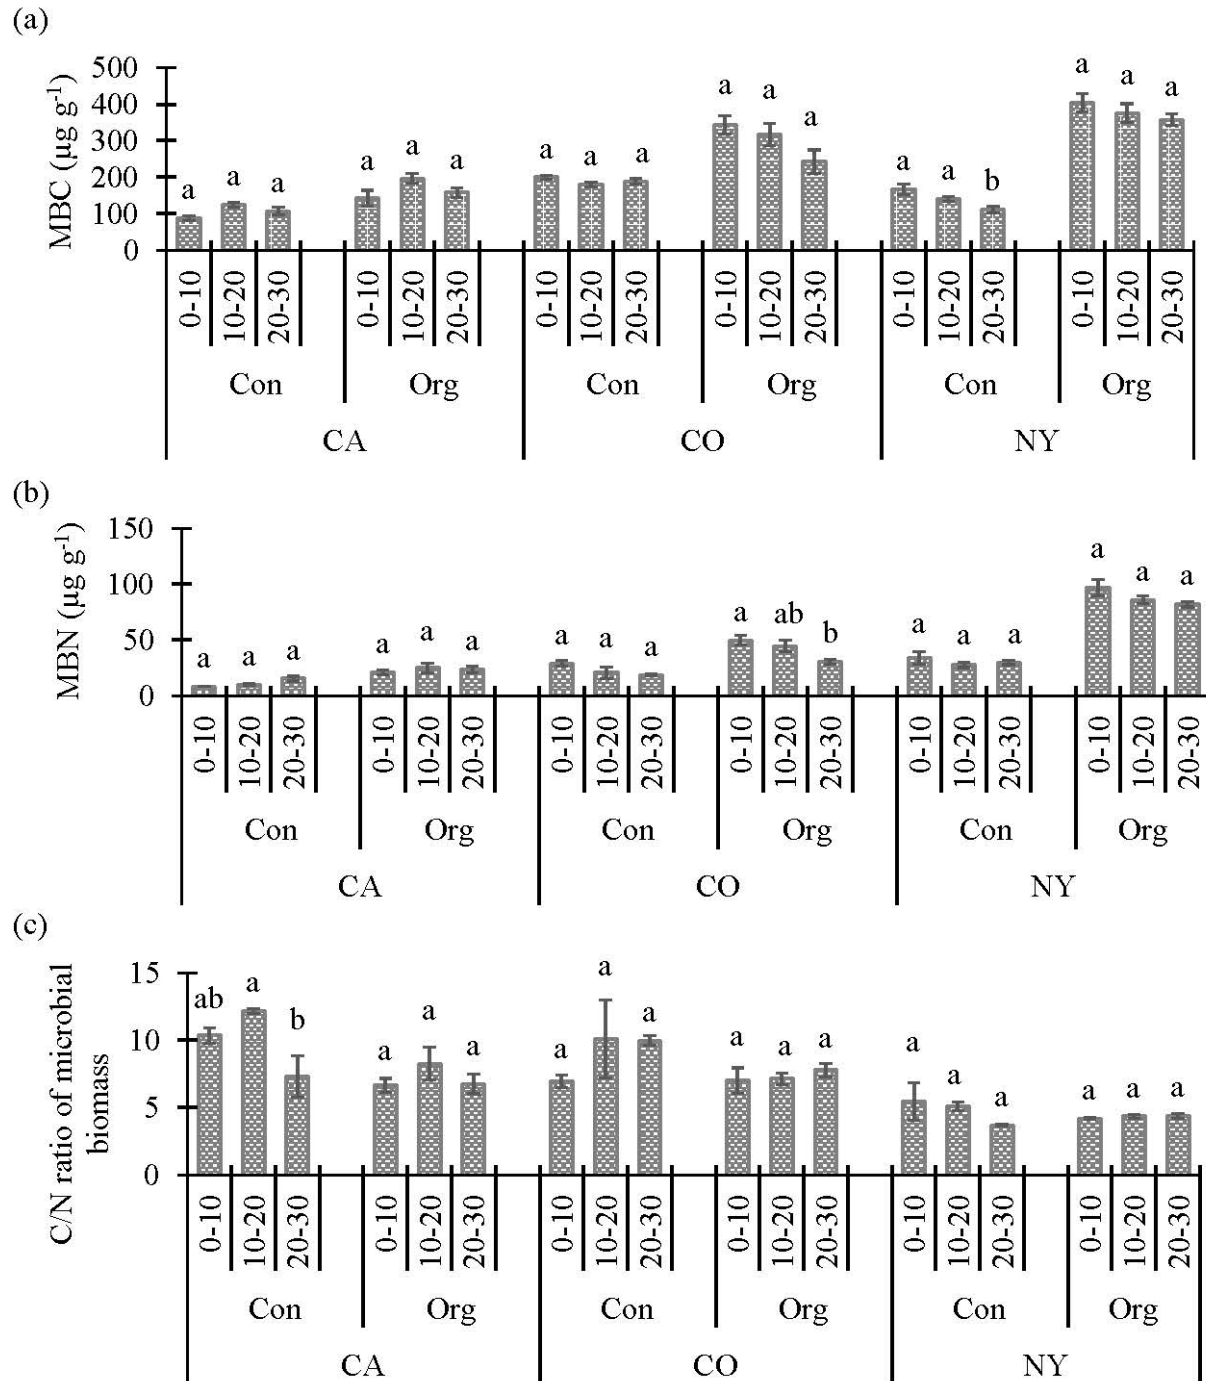 (a)
MBC (µg g⁻¹)
500
400
300
200
100
0
a a a a a a a a a a a a a a b a a a
0-10 10-20 20-30 0-10 10-20 20-30 0-10 10-20 20-30 0-10 10-20 20-30 0-10 10-20 20-30 0-10 10-20 20-30
Con Org Con Org Con Org
CA CO NY
(b)
MBN (µg g⁻¹)
150
100
50
0
a a a a a a a a a a ab b a a a a a a
0-10 10-20 20-30 0-10 10-20 20-30 0-10 10-20 20-30 0-10 10-20 20-30 0-10 10-20 20-30 0-10 10-20 20-30
Con Org Con Org Con Org
CA CO NY
(c)
C/N ratio of microbial
biomass
15
10
5
0
ab a b a a a a a a a a a a a a a a a
0-10 10-20 20-30 0-10 10-20 20-30 0-10 10-20 20-30 0-10 10-20 20-30 0-10 10-20 20-30 0-10 10-20 20-30
Con Org Con Org Con Org
CA CO NY